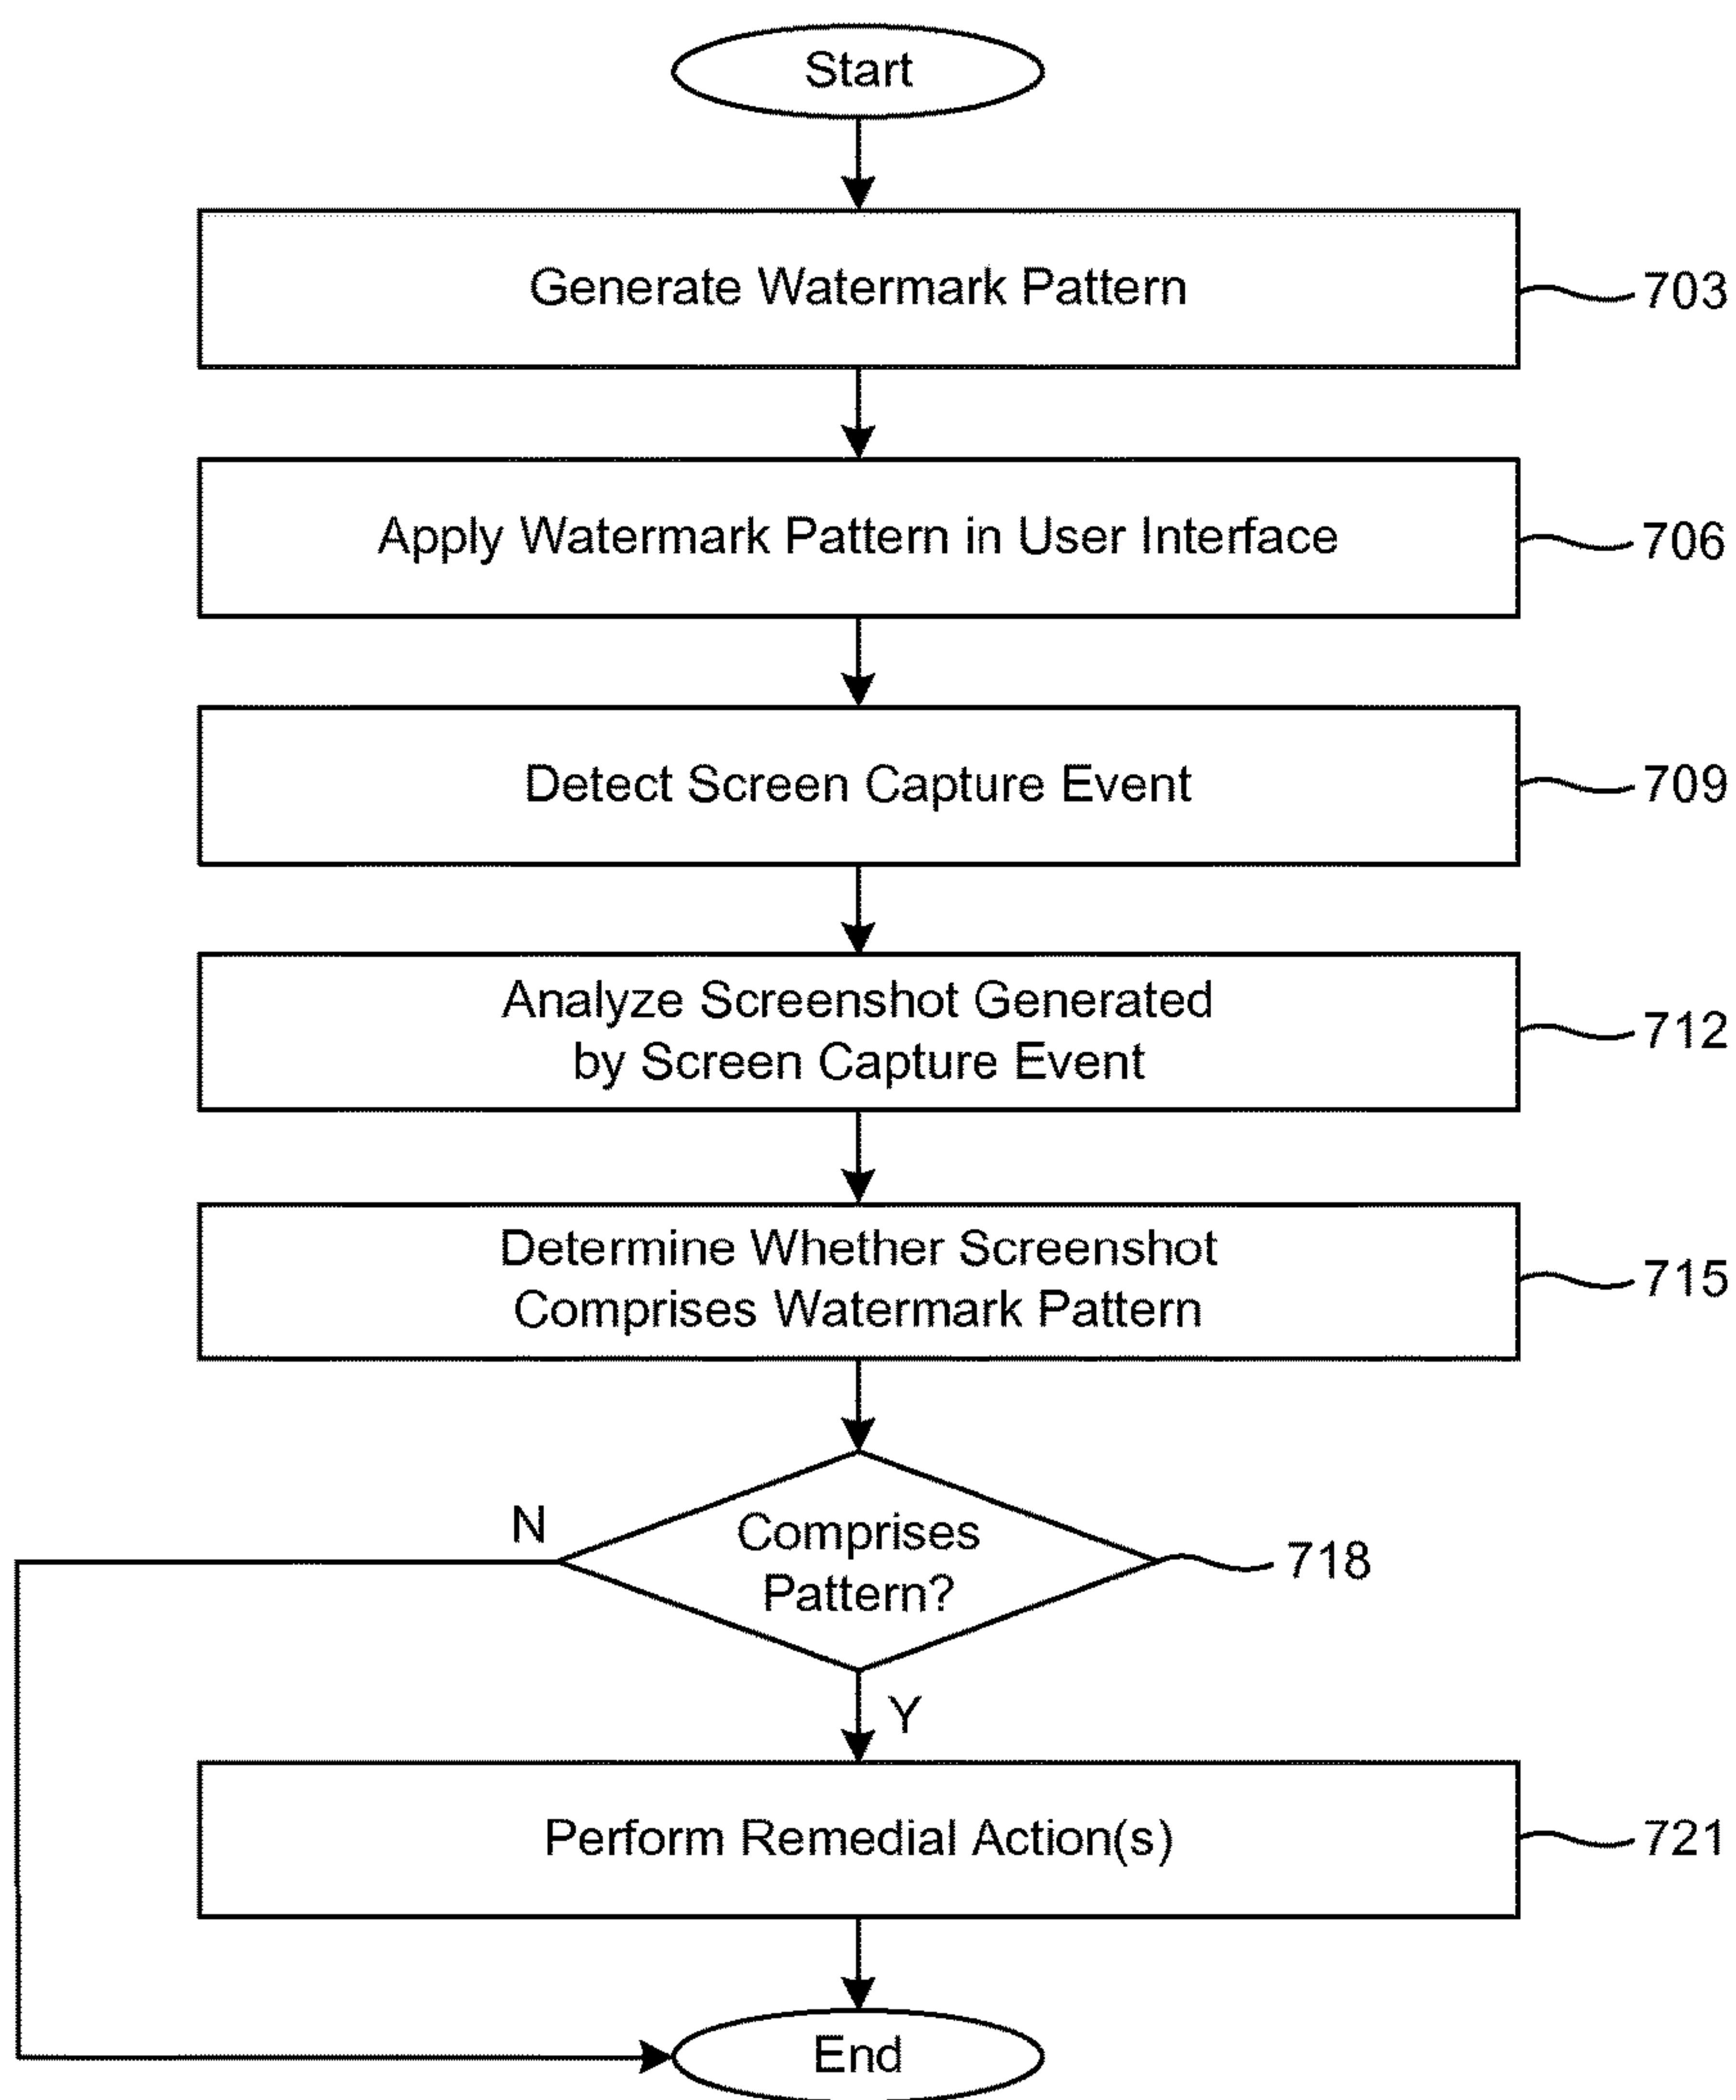 Start
Generate Watermark Pattern
703
Apply Watermark Pattern in User Interface
706
Detect Screen Capture Event
709
Analyze Screenshot Generated
by Screen Capture Event
712
Determine Whether Screenshot
Comprises Watermark Pattern
715
N
Comprises
Pattern?
718
Y
Perform Remedial Action(s)
721
End